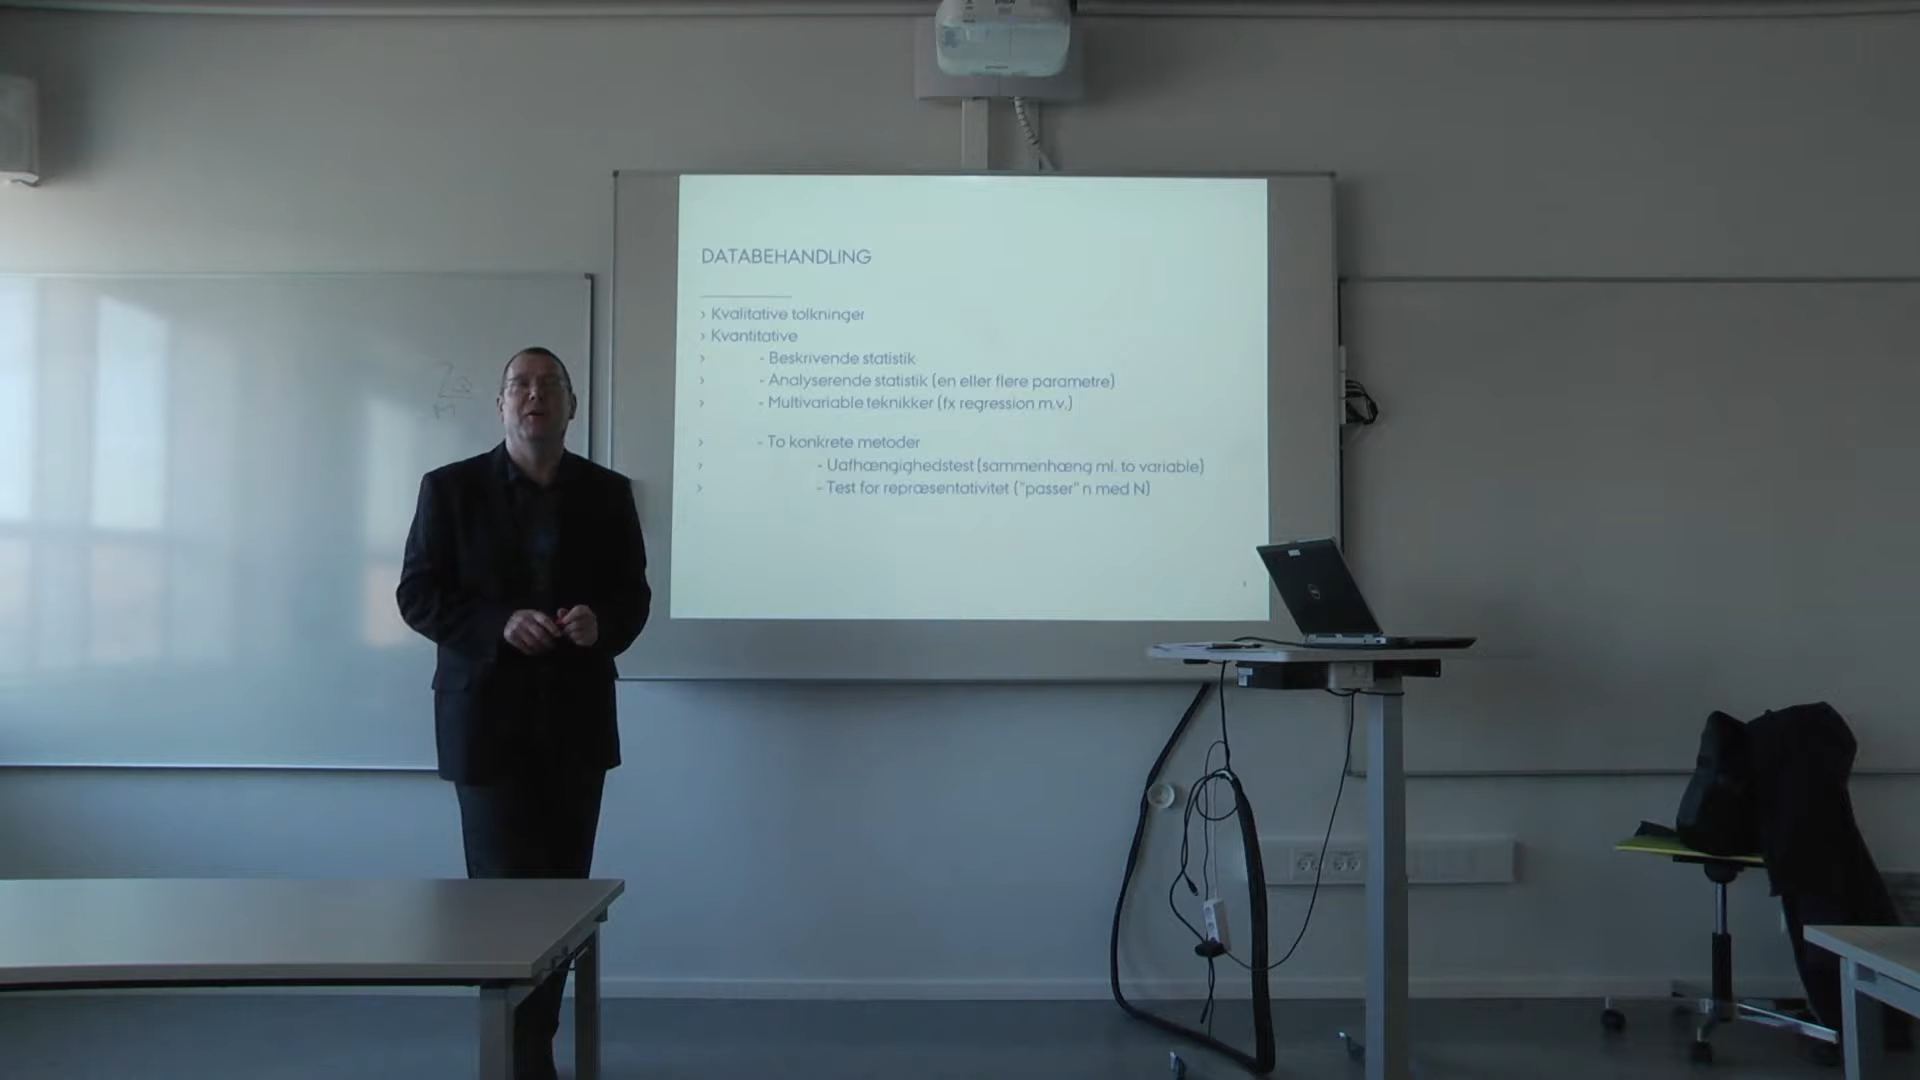 DATABEHANDLING
› Kvalitative tolkninger
› Kvantitative
› - Beskrivende statistik
› - Analyserende statistik (en eller flere parametre)
› - Multivariable teknikker (fx regression m.v.)
› - To konkrete metoder
› - Uafhængighedstest (sammenhæng ml. to variable)
› - Test for repræsentativitet ("passer" n med N)